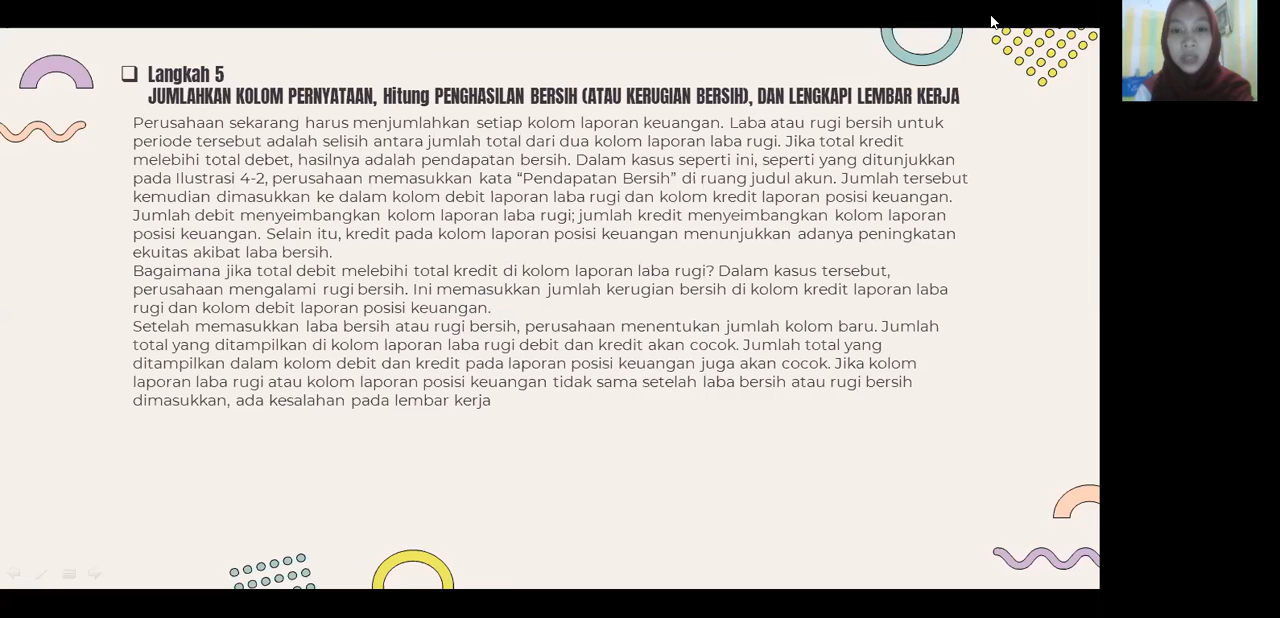 Langkah 5
JUMLAHKAN KOLOM PERNYATAAN, Hitung PENGHASILAN BERSIH (ATAU KERUGIAN BERSIH), DAN LENGKAPI LEMBAR KERJA
Perusahaan sekarang harus menjumlahkan setiap kolom laporan keuangan. Laba atau rugi bersih untuk
periode tersebut adalah selisih antara jumlah total dari dua kolom laporan laba rugi. Jika total kredit
melebihi total debet, hasilnya adalah pendapatan bersih. Dalam kasus seperti ini, seperti yang ditunjukkan
pada Ilustrasi 4-2, perusahaan memasukkan kata “Pendapatan Bersih” di ruang judul akun. Jumlah tersebut
kemudian dimasukkan ke dalam kolom debit laporan laba rugi dan kolom kredit laporan posisi keuangan.
Jumlah debit menyeimbangkan kolom laporan laba rugi; jumlah kredit menyeimbangkan kolom laporan
posisi keuangan. Selain itu, kredit pada kolom laporan posisi keuangan menunjukkan adanya peningkatan
ekuitas akibat laba bersih.
Bagaimana jika total debit melebihi total kredit di kolom laporan laba rugi? Dalam kasus tersebut,
perusahaan mengalami rugi bersih. Ini memasukkan jumlah kerugian bersih di kolom kredit laporan laba
rugi dan kolom debit laporan posisi keuangan.
Setelah memasukkan laba bersih atau rugi bersih, perusahaan menentukan jumlah kolom baru. Jumlah
total yang ditampilkan di kolom laporan laba rugi debit dan kredit akan cocok. Jumlah total yang
ditampilkan dalam kolom debit dan kredit pada laporan posisi keuangan juga akan cocok. Jika kolom
laporan laba rugi atau kolom laporan posisi keuangan tidak sama setelah laba bersih atau rugi bersih
dimasukkan, ada kesalahan pada lembar kerja